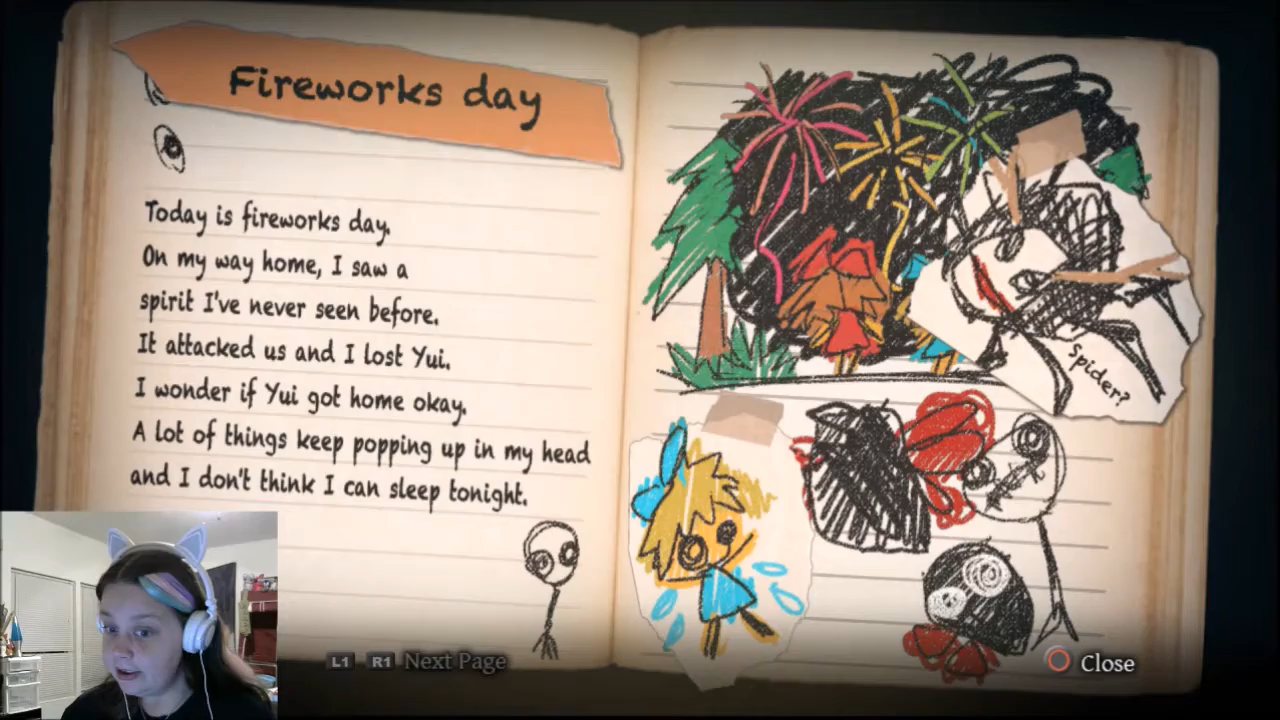 Fireworks day
Today is fireworks day.
On my way home, I saw a
spirit I've never seen before.
It attacked us and I lost Yui.
I wonder if Yui got home okay.
A lot of things keep popping up in my head
and I don't think I can sleep tonight.
Spider?
L1 R1 Next Page
Close